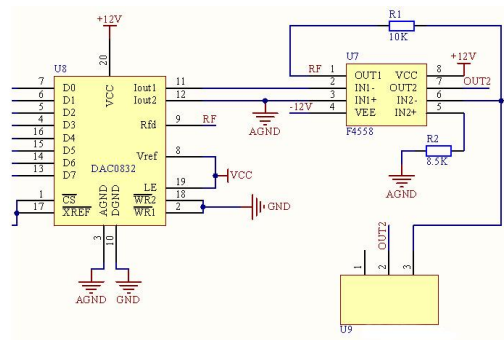 +12V
U8
20
VCC
7 D0
6 D1
5 D2
4 D3
16 D4
15 D5
14 D6
13 D7
1 CS
17 XREF
DAC0832
Iout1 11
Iout2 12
Rfd 9 RF
Vref 8
LE 19
WR2 18
WR1 2
VCC
GND
AGND
DGND
3
10
AGND
GND
AGND
R1
10K
U7
+12V
RF 1 OUT1 VCC 8
2 IN1- OUT2 7 OUT2
3 IN1+ IN2- 6
-12V 4 VEE IN2+ 5
F4558
R2
8.5K
AGND
OUT2
1
2
3
U9